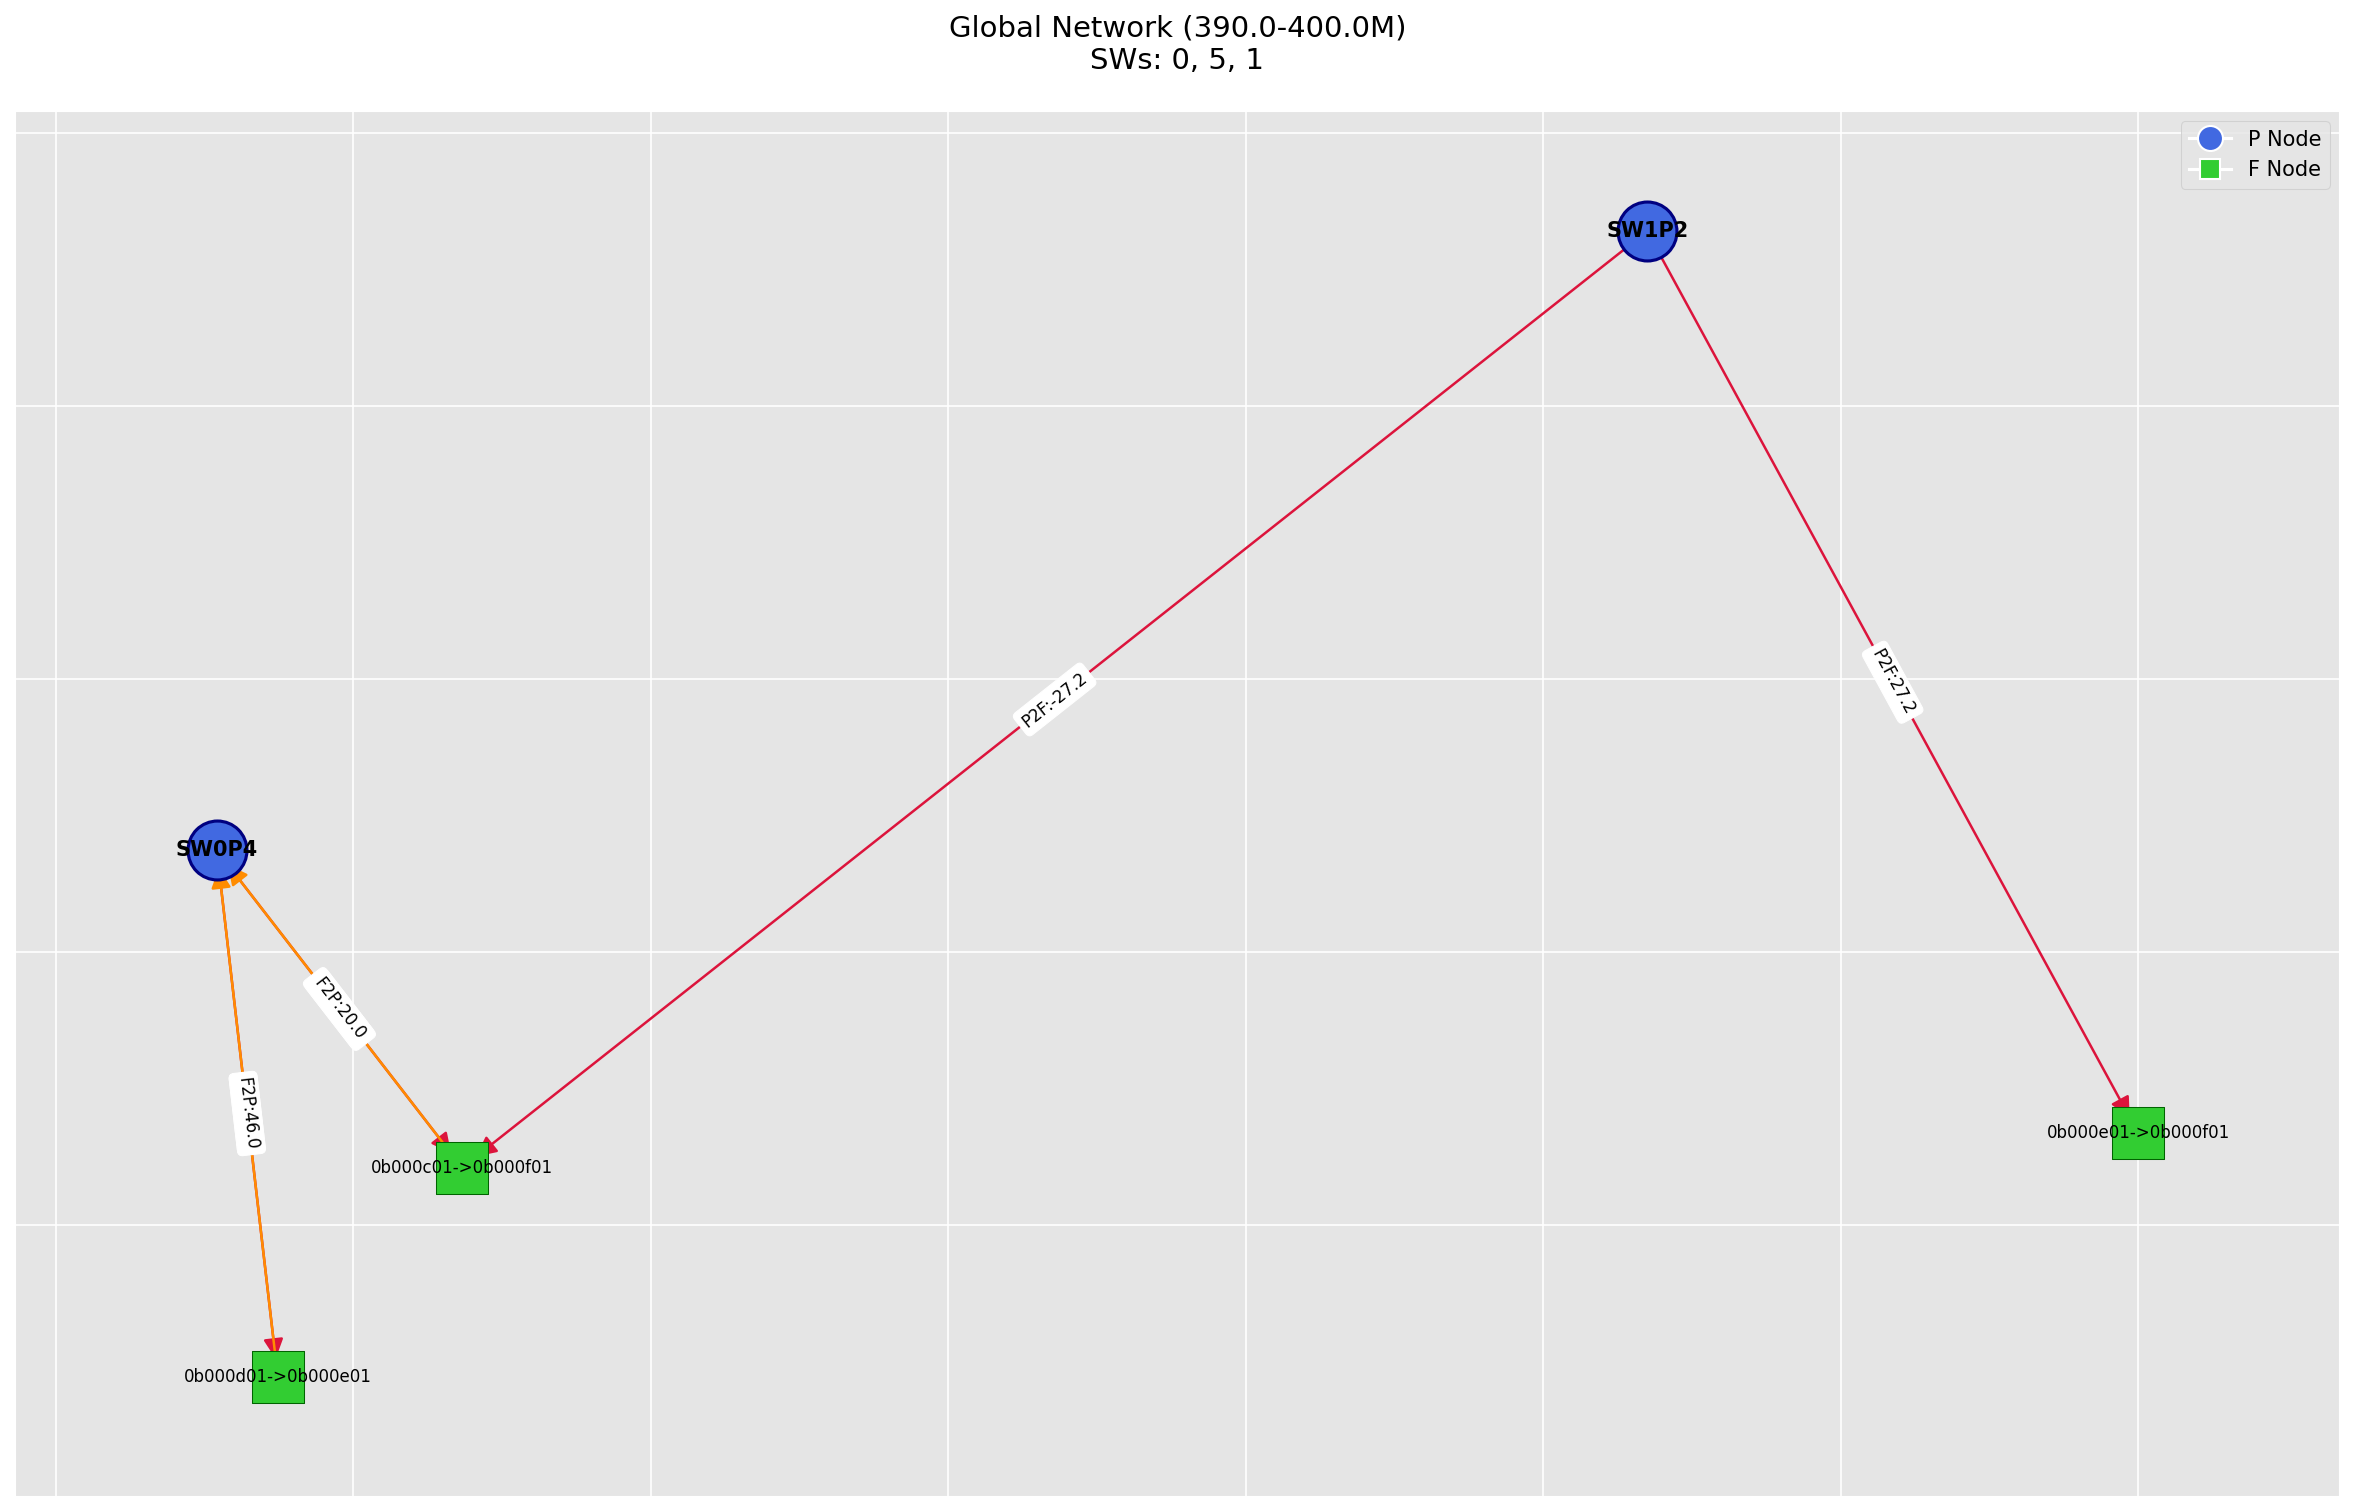 Global Network (390.0-400.0M)
SWs: 0, 5, 1
P Node
F Node
SW1P2
P2F:-27.2
P2F:27.2
SW0P4
F2P:20.0
F2P:46.0
0b000e01->0b000f01
0b000c01->0b000f01
0b000d01->0b000e01